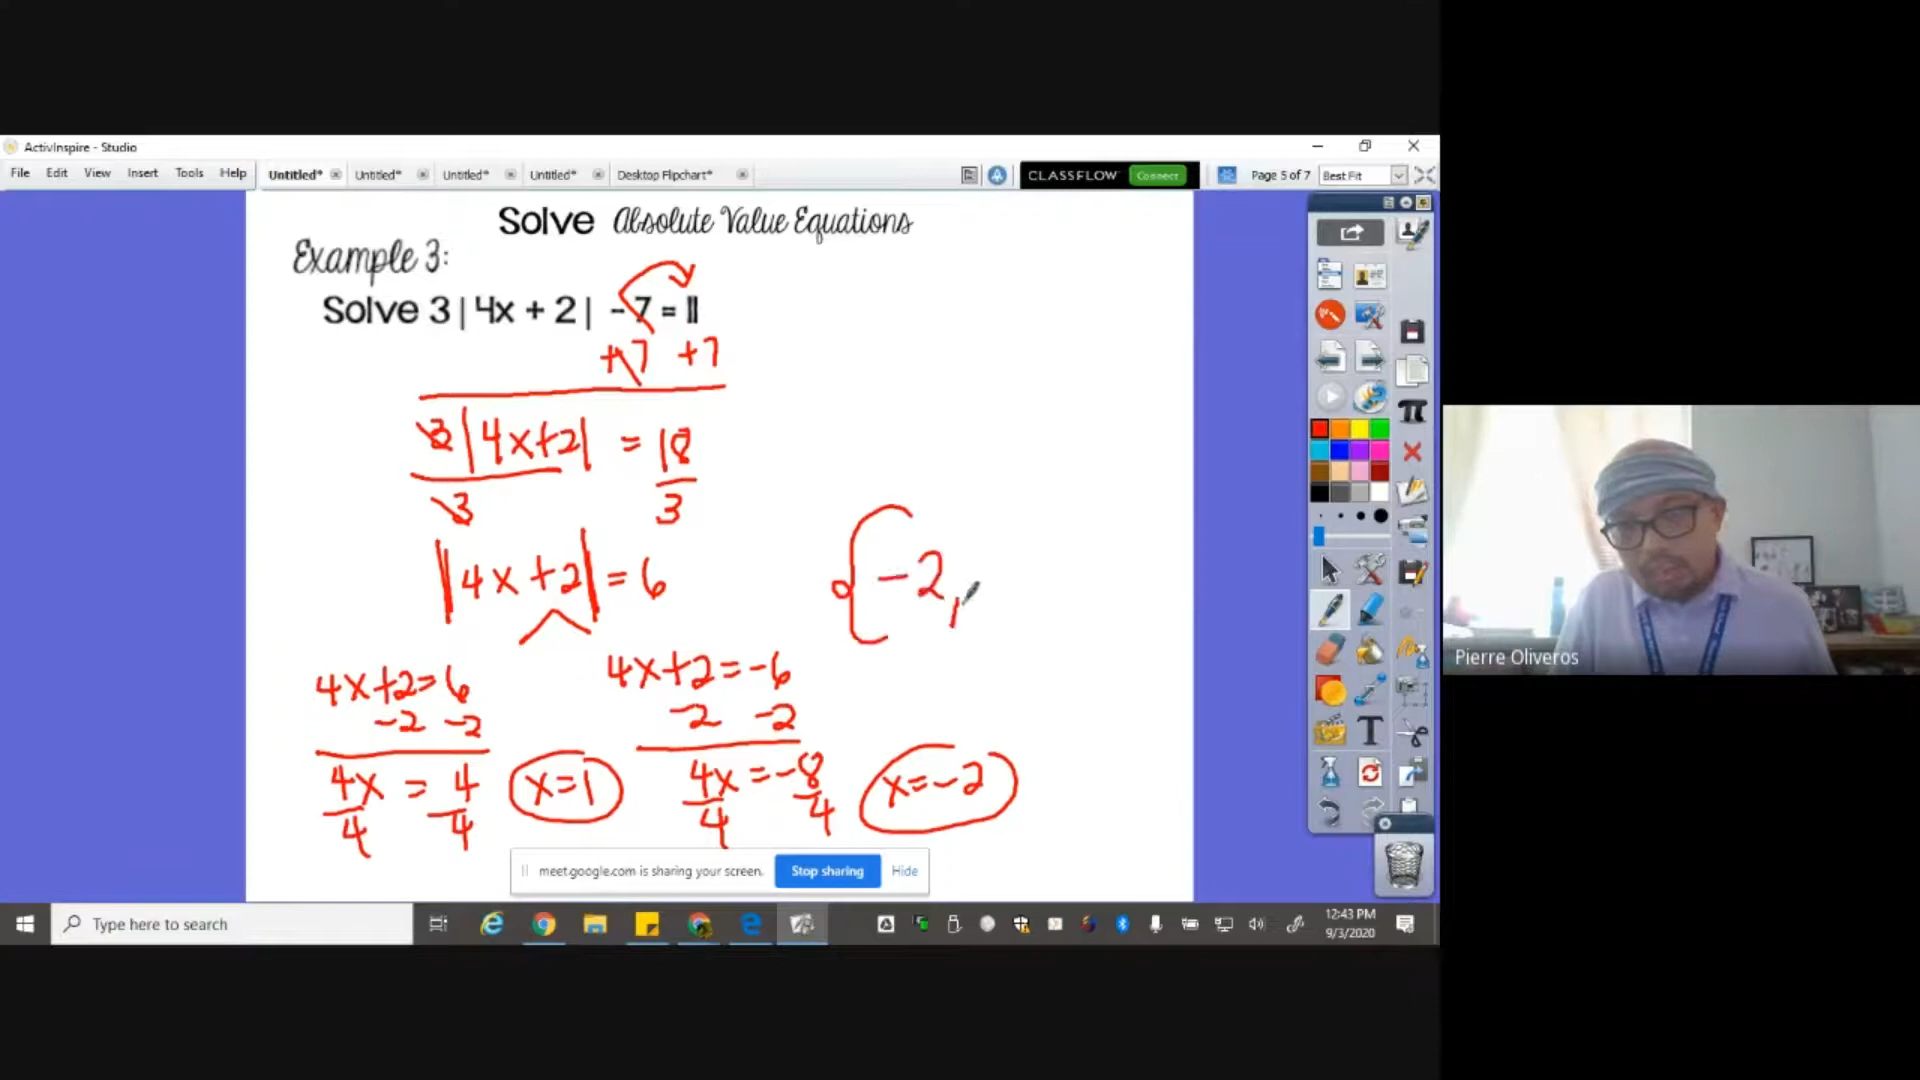 ActivInspire - Studio
File Edit View Insert Tools Help Untitled* Untitled* Untitled* Untitled* Desktop Flipchart* CLASSFLOW Connect Page 5 of 7 Best Fit
Solve Absolute Value Equations
Example 3:
Solve 3 | 4x + 2 | - 7 = 11
+7 +7
3|4x+2| = 18
3 3
|4x+2| = 6
{-2,
4x+2=6 4x+2=-6
-2 -2 -2 -2
4x = 4 x=1 4x=-8 x=-2
4 4 4 4
Pierre Oliveros
meet.google.com is sharing your screen. Stop sharing Hide
Type here to search
12:43 PM
9/3/2020